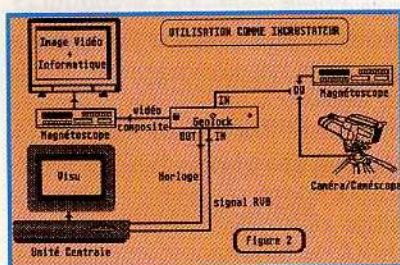 UTILISATION COMME INCRUSTATEUR
Image Vidéo
+
Informatique
IN
OU
Magnétoscope
vidéo
composite
Genlock
Magnétoscope
OUT
IN
Caméra/Caméscope
Visu
Horloge
signal RVB
Unité Centrale
Figure 2